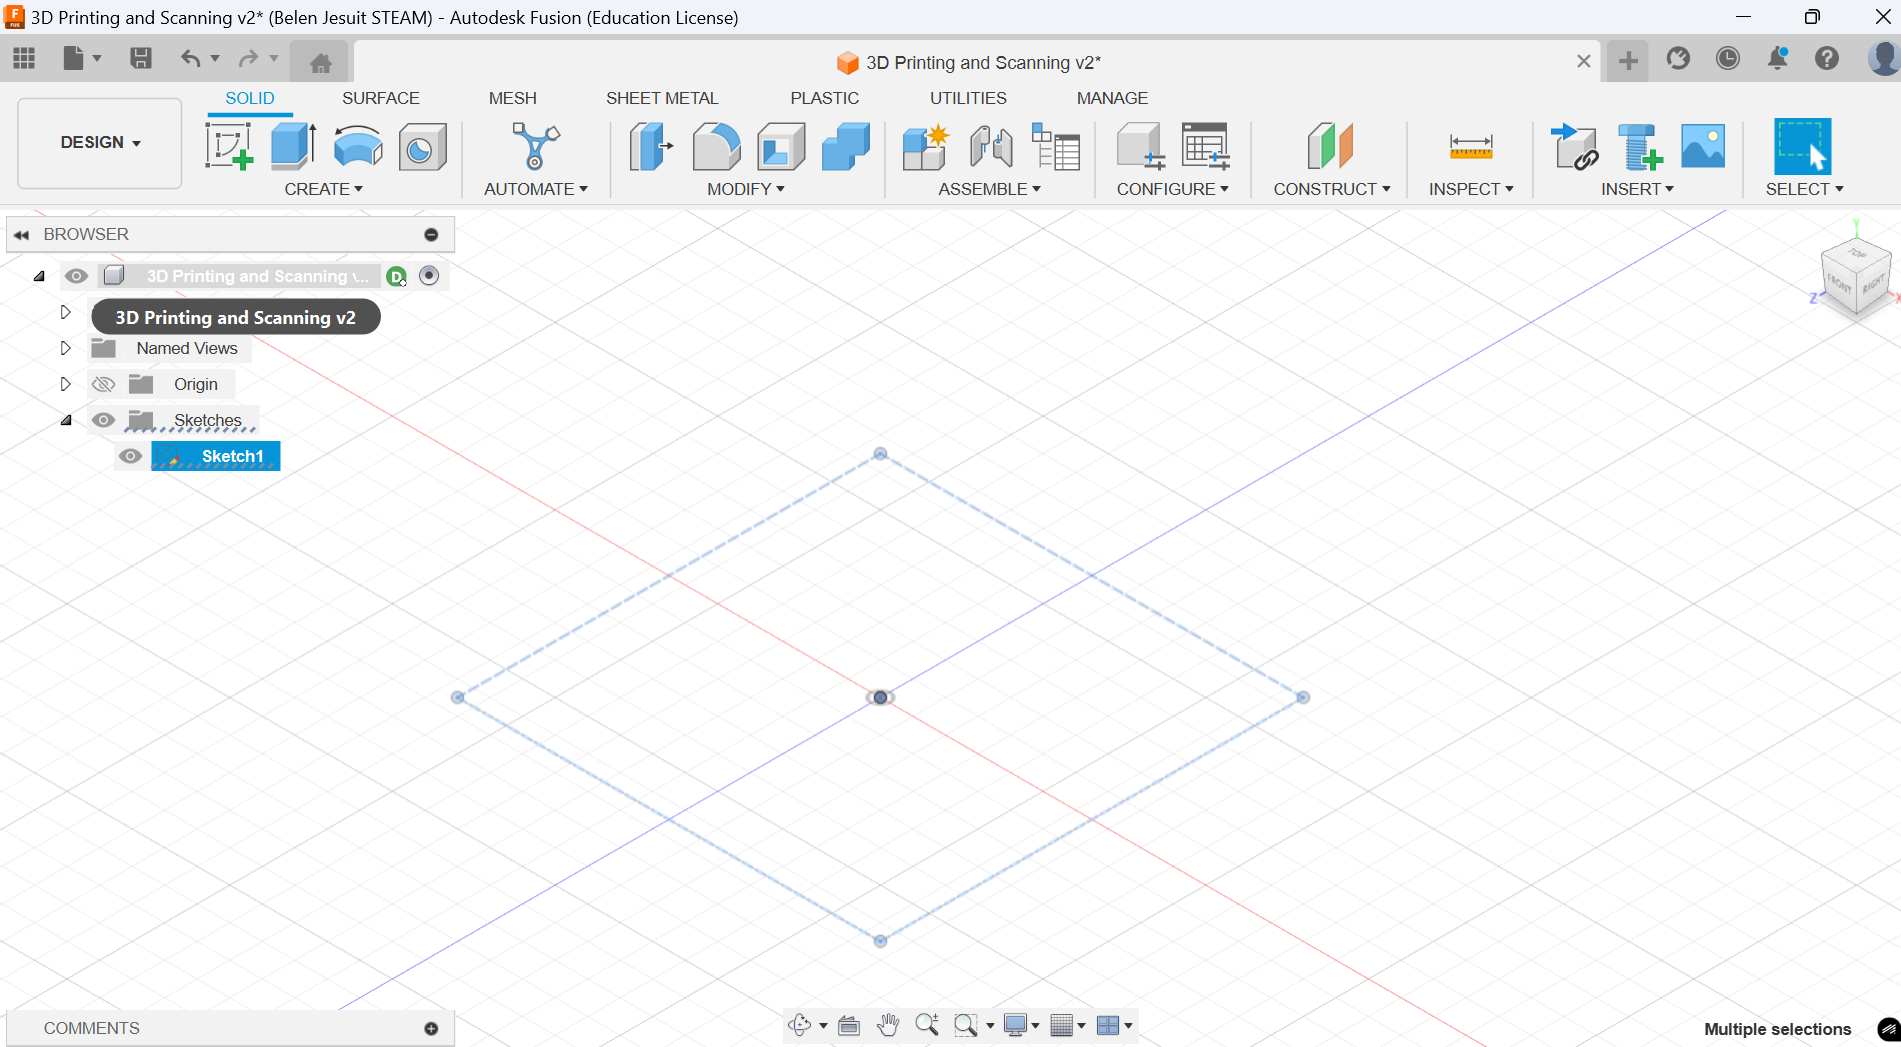 3D Printing and Scanning v2* (Belen Jesuit STEAM) - Autodesk Fusion (Education License)
3D Printing and Scanning v2*
SOLID SURFACE MESH SHEET METAL PLASTIC UTILITIES MANAGE
DESIGN
CREATE AUTOMATE MODIFY ASSEMBLE CONFIGURE CONSTRUCT INSPECT INSERT SELECT
BROWSER
3D Printing and Scanning v...
D
3D Printing and Scanning v2
Named Views
Origin
Sketches
Sketch1
Y
TOP
FRONT RIGHT
Z X
COMMENTS
Multiple selections